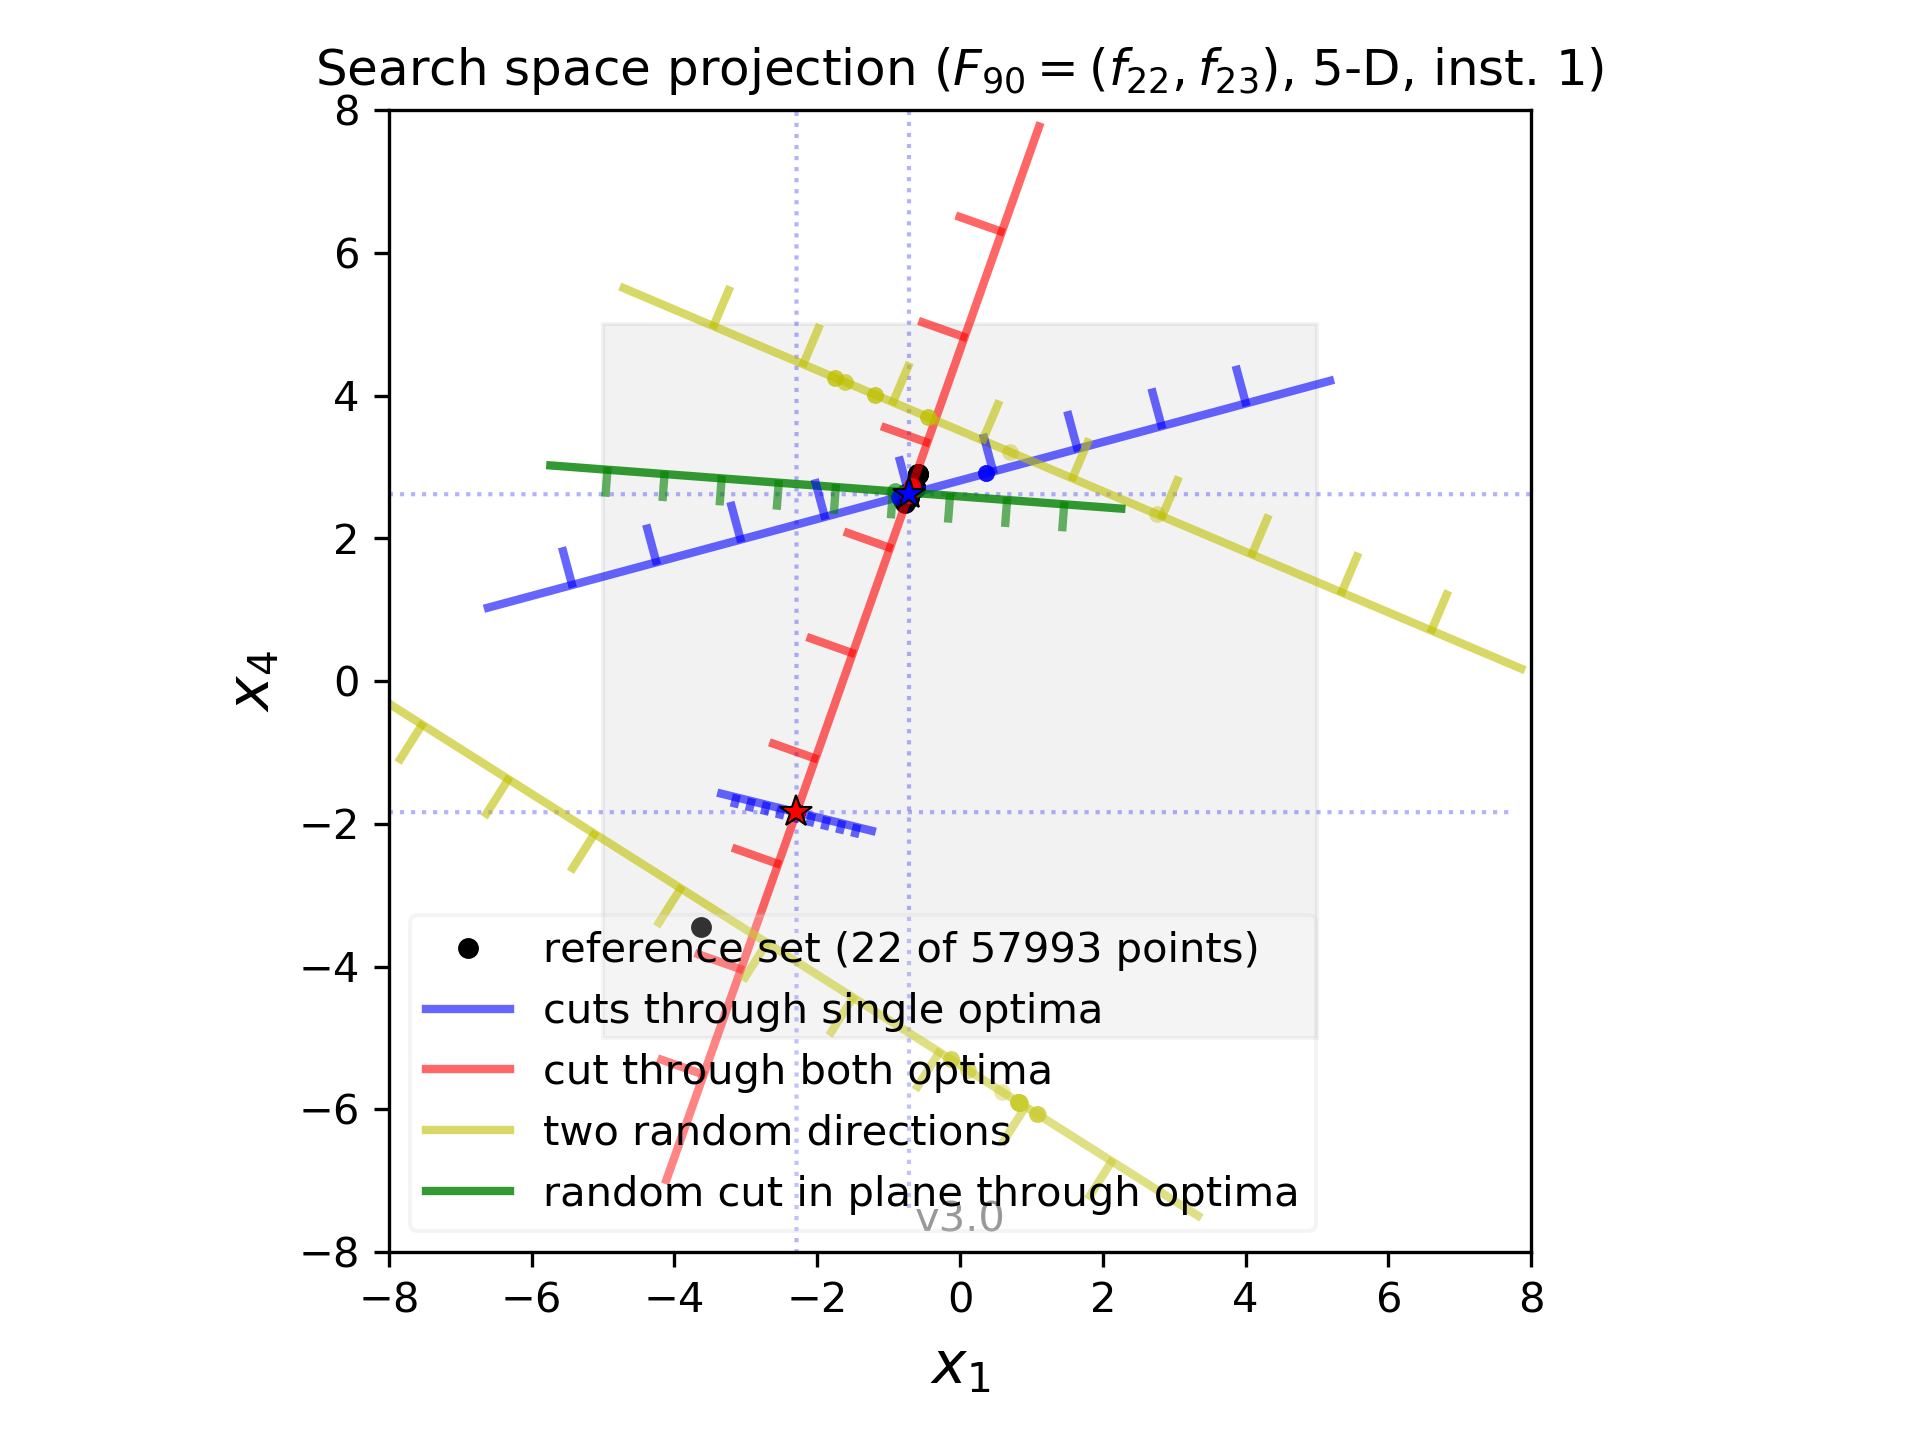 Search space projection (F90 = (f22, f23), 5-D, inst. 1)
8
6
4
2
0
−2
−4
−6
−8
x4
reference set (22 of 57993 points)
cuts through single optima
cut through both optima
two random directions
random cut in plane through optima
v3.0
−8 −6 −4 −2 0 2 4 6 8
x1